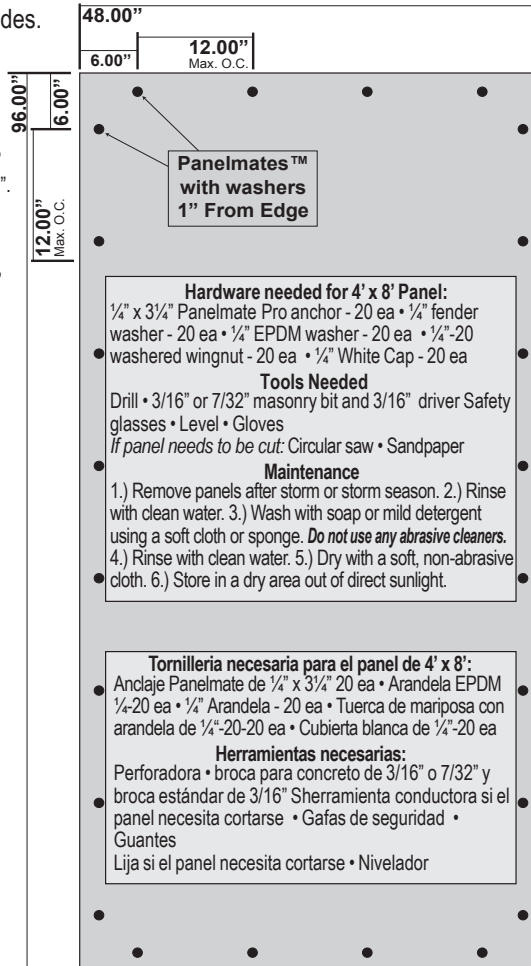 des.
48.00”
6.00”
12.00”
Max. O.C.
96.00”
6.00”
”.
12.00”
Max. O.C.
Panelmates™
with washers
1” From Edge
Hardware needed for 4’ x 8’ Panel:
¼” x 3¼” Panelmate Pro anchor - 20 ea • ¼” fender
washer - 20 ea • ¼” EPDM washer - 20 ea • ¼”-20
washered wingnut - 20 ea • ¼” White Cap - 20 ea
Tools Needed
Drill • 3/16” or 7/32” masonry bit and 3/16” driver Safety
glasses • Level • Gloves
If panel needs to be cut: Circular saw • Sandpaper
Maintenance
1.) Remove panels after storm or storm season. 2.) Rinse
with clean water. 3.) Wash with soap or mild detergent
using a soft cloth or sponge. Do not use any abrasive cleaners.
4.) Rinse with clean water. 5.) Dry with a soft, non-abrasive
cloth. 6.) Store in a dry area out of direct sunlight.
Tornilleria necesaria para el panel de 4’ x 8’:
Anclaje Panelmate de ¼” x 3¼” 20 ea • Arandela EPDM
¼-20 ea • ¼” Arandela - 20 ea • Tuerca de mariposa con
arandela de ¼“-20-20 ea • Cubierta blanca de ¼”-20 ea
Herramientas necesarias:
Perforadora • broca para concreto de 3/16” o 7/32” y
broca estándar de 3/16” Sherramienta conductora si el
panel necesita cortarse • Gafas de seguridad •
Guantes
Lija si el panel necesita cortarse • Nivelador